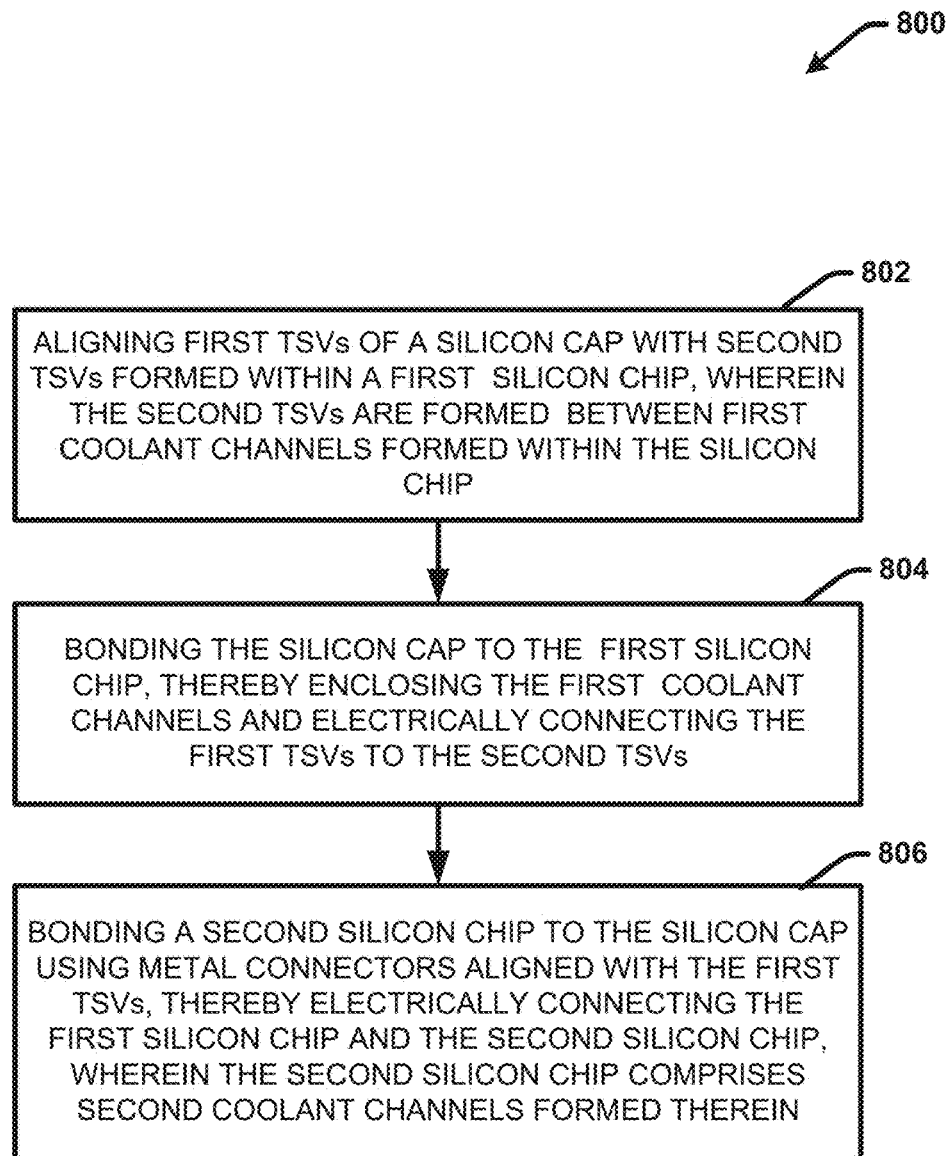 800
802
ALIGNING FIRST TSVs OF A SILICON CAP WITH SECOND
TSVs FORMED WITHIN A FIRST SILICON CHIP, WHEREIN
THE SECOND TSVs ARE FORMED BETWEEN FIRST
COOLANT CHANNELS FORMED WITHIN THE SILICON
CHIP
804
BONDING THE SILICON CAP TO THE FIRST SILICON
CHIP, THEREBY ENCLOSING THE FIRST COOLANT
CHANNELS AND ELECTRICALLY CONNECTING THE
FIRST TSVs TO THE SECOND TSVs
806
BONDING A SECOND SILICON CHIP TO THE SILICON CAP
USING METAL CONNECTORS ALIGNED WITH THE FIRST
TSVs, THEREBY ELECTRICALLY CONNECTING THE
FIRST SILICON CHIP AND THE SECOND SILICON CHIP,
WHEREIN THE SECOND SILICON CHIP COMPRISES
SECOND COOLANT CHANNELS FORMED THEREIN